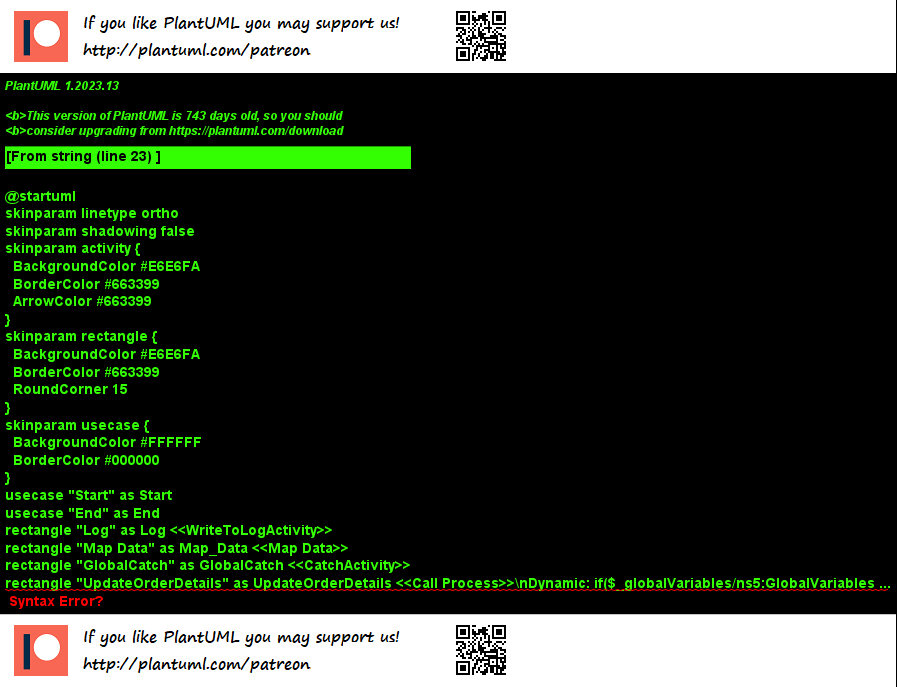 If you like PlantUML you may support us!
http://plantuml.com/patreon
PlantUML 1.2023.13
<b>This version of PlantUML is 743 days old, so you should
<b>consider upgrading from https://plantuml.com/download
[From string (line 23) ]
@startuml
skinparam linetype ortho
skinparam shadowing false
skinparam activity {
  BackgroundColor #E6E6FA
  BorderColor #663399
  ArrowColor #663399
}
skinparam rectangle {
  BackgroundColor #E6E6FA
  BorderColor #663399
  RoundCorner 15
}
skinparam usecase {
  BackgroundColor #FFFFFF
  BorderColor #000000
}
usecase "Start" as Start
usecase "End" as End
rectangle "Log" as Log <<WriteToLogActivity>>
rectangle "Map Data" as Map_Data <<Map Data>>
rectangle "GlobalCatch" as GlobalCatch <<CatchActivity>>
rectangle "UpdateOrderDetails" as UpdateOrderDetails <<Call Process>>\nDynamic: if($_globalVariables/ns5:GlobalVariables ...
Syntax Error?
If you like PlantUML you may support us!
http://plantuml.com/patreon